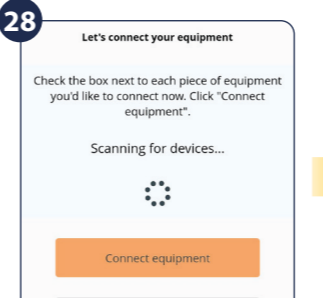 28
Let's connect your equipment
Check the box next to each piece of equipment
you'd like to connect now. Click "Connect
equipment".
Scanning for devices...
Connect equipment